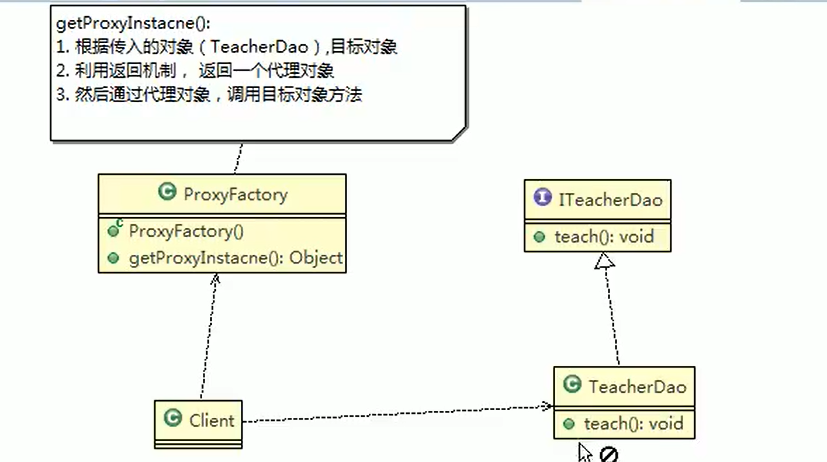 getProxyInstacne():
1. 根据传入的对象（TeacherDao）,目标对象
2. 利用返回机制， 返回一个代理对象
3. 然后通过代理对象，调用目标对象方法
C ProxyFactory
C ProxyFactory()
getProxyInstacne(): Object
I ITeacherDao
teach(): void
C Client
C TeacherDao
teach(): void